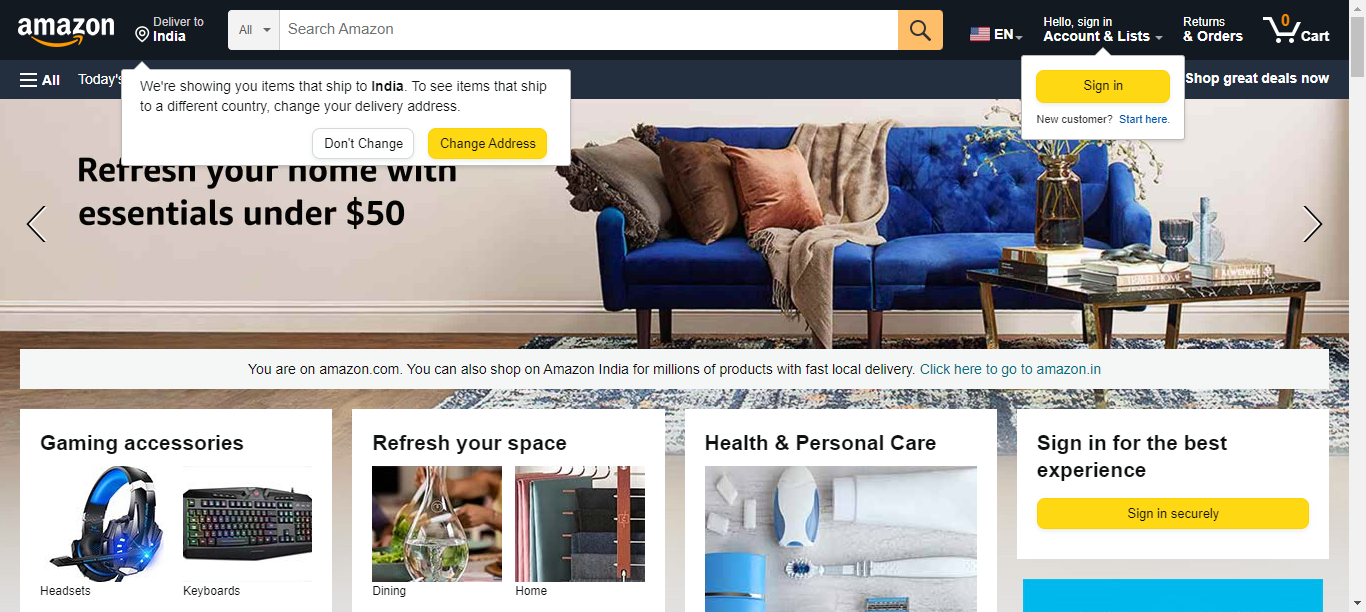 amazon
Deliver to
India
All
Search Amazon
EN
Hello, sign in
Account & Lists
Returns
& Orders
0
Cart
All
Today's
Shop great deals now
We're showing you items that ship to India. To see items that ship
to a different country, change your delivery address.
Don't Change
Change Address
Sign in
New customer? Start here.
Refresh your home with
essentials under $50
You are on amazon.com. You can also shop on Amazon India for millions of products with fast local delivery. Click here to go to amazon.in
Gaming accessories
Headsets
Keyboards
Refresh your space
Dining
Home
Health & Personal Care
Sign in for the best
experience
Sign in securely